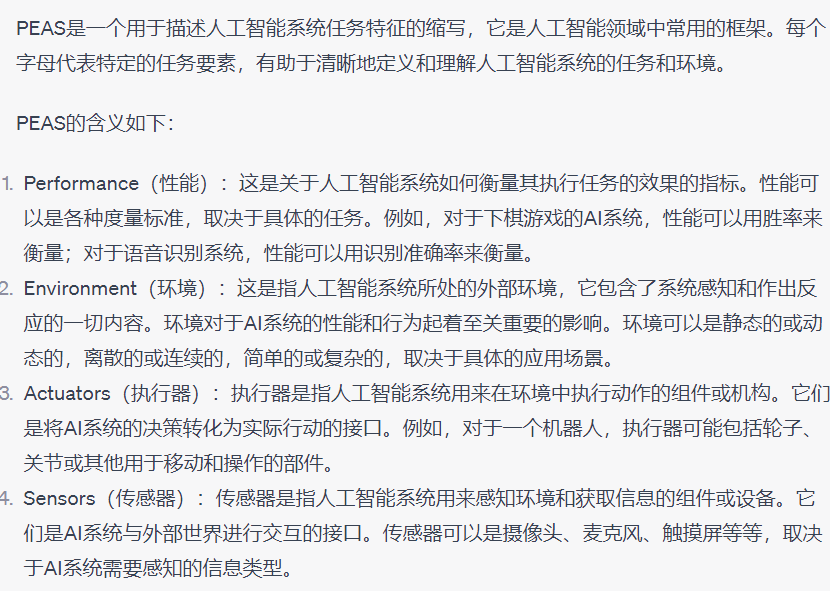 PEAS是一个用于描述人工智能系统任务特征的缩写，它是人工智能领域中常用的框架。每个
字母代表特定的任务要素，有助于清晰地定义和理解人工智能系统的任务和环境。
PEAS的含义如下：
1. Performance（性能）：这是关于人工智能系统如何衡量其执行任务的效果的指标。性能可
以是各种度量标准，取决于具体的任务。例如，对于下棋游戏的AI系统，性能可以用胜率来
衡量；对于语音识别系统，性能可以用识别准确率来衡量。
2. Environment（环境）：这是指人工智能系统所处的外部环境，它包含了系统感知和作出反
应的一切内容。环境对于AI系统的性能和行为起着至关重要的影响。环境可以是静态的或动
态的，离散的或连续的，简单的或复杂的，取决于具体的应用场景。
3. Actuators（执行器）：执行器是指人工智能系统用来在环境中执行动作的组件或机构。它们
是将AI系统的决策转化为实际行动的接口。例如，对于一个机器人，执行器可能包括轮子、
关节或其他用于移动和操作的部件。
4. Sensors（传感器）：传感器是指人工智能系统用来感知环境和获取信息的组件或设备。它
们是AI系统与外部世界进行交互的接口。传感器可以是摄像头、麦克风、触摸屏等等，取决
于AI系统需要感知的信息类型。